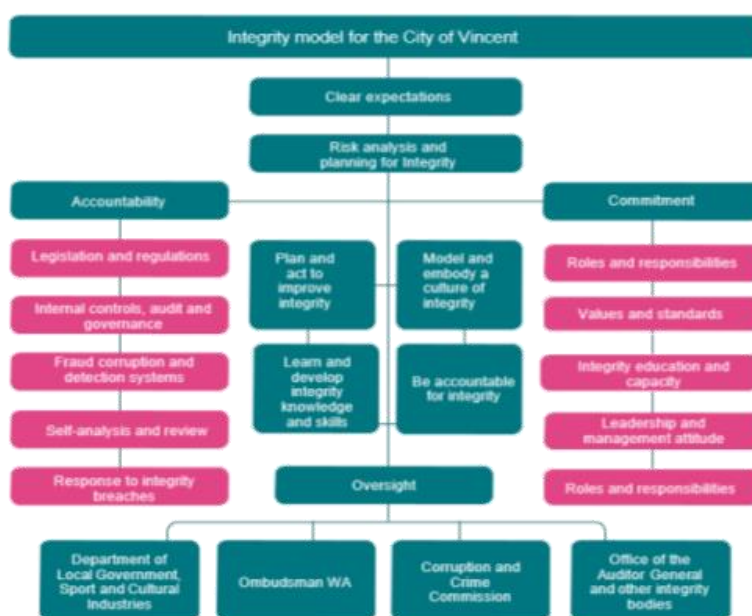 Integrity model for the City of Vincent
Clear expectations
Risk analysis and
planning for Integrity
Accountability
Commitment
Legislation and regulations
Internal controls, audit and
governance
Fraud corruption and
detection systems
Self-analysis and review
Response to integrity
breaches
Plan and
act to
improve
integrity
Model and
embody a
culture of
integrity
Learn and
develop
integrity
knowledge
and skills
Be accountable
for integrity
Roles and responsibilities
Values and standards
Integrity education and
capacity
Leadership and
management attitude
Roles and responsibilities
Oversight
Department of
Local Government,
Sport and Cultural
Industries
Ombudsman WA
Corruption and
Crime
Commission
Office of the
Auditor General
and other integrity
bodies